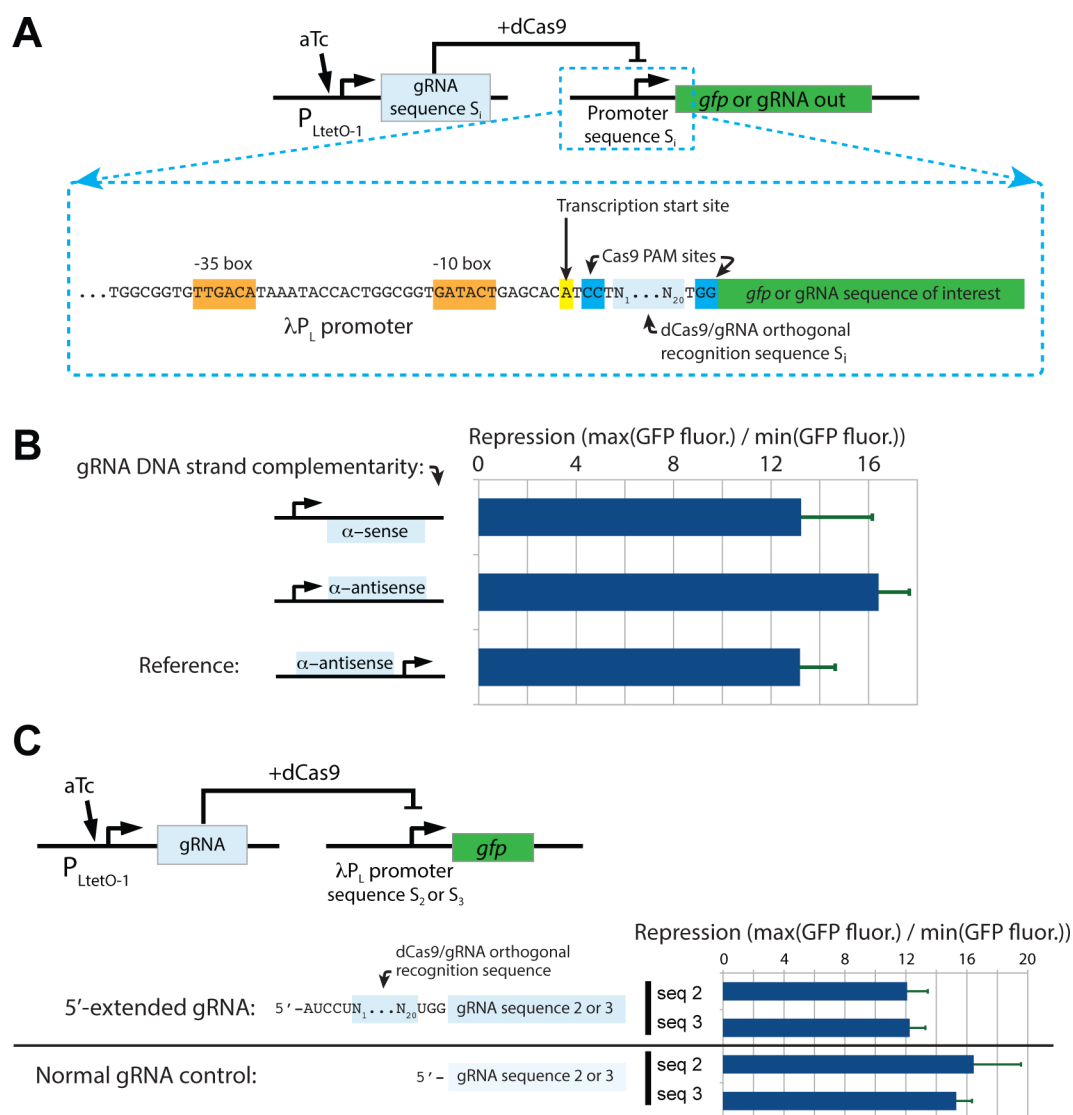 A
+dCas9
aTc
gRNA
sequence Si
PLtetO-1
gfp or gRNA out
Promoter
sequence Si
Transcription start site
-35 box
-10 box
Cas9 PAM sites
...TGGCGGTGTTGACATAAATACCACTGGCGGTGATACTGAGCACATCCTN1...N20TGG gfp or gRNA sequence of interest
λPL promoter
dCas9/gRNA orthogonal
recognition sequence Si
B
Repression (max(GFP fluor.) / min(GFP fluor.))
gRNA DNA strand complementarity:
0 4 8 12 16
α-sense
α-antisense
Reference:
α-antisense
C
+dCas9
aTc
gRNA
gfp
PLtetO-1
λPL promoter
sequence S2 or S3
Repression (max(GFP fluor.) / min(GFP fluor.))
dCas9/gRNA orthogonal
recognition sequence
0 4 8 12 16 20
5'-extended gRNA: 5'-AUCCUN1...N20UGG gRNA sequence 2 or 3
seq 2
seq 3
Normal gRNA control: 5'- gRNA sequence 2 or 3
seq 2
seq 3